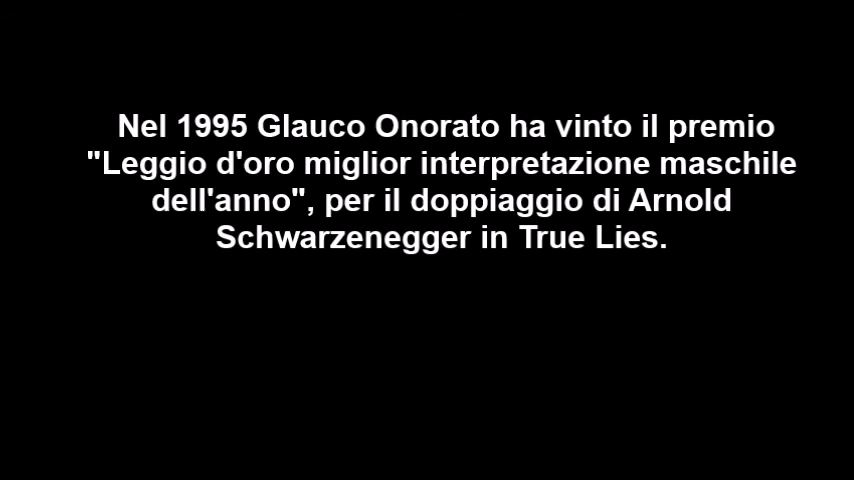 Nel 1995 Glauco Onorato ha vinto il premio
"Leggio d'oro miglior interpretazione maschile
dell'anno", per il doppiaggio di Arnold
Schwarzenegger in True Lies.